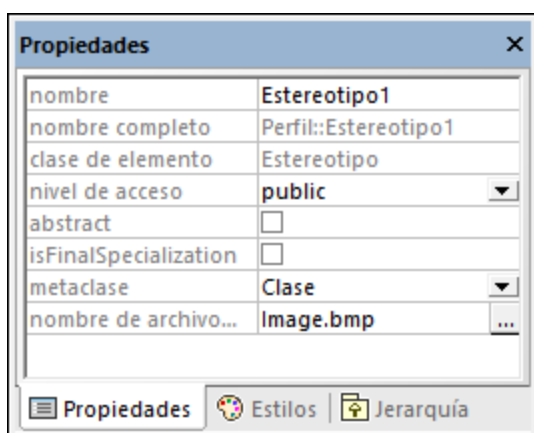 Propiedades
nombre Estereotipo1
nombre completo Perfil::Estereotipo1
clase de elemento Estereotipo
nivel de acceso public
abstract
isFinalSpecialization
metaclase Clase
nombre de archivo... Image.bmp ...
Propiedades Estilos Jerarquía